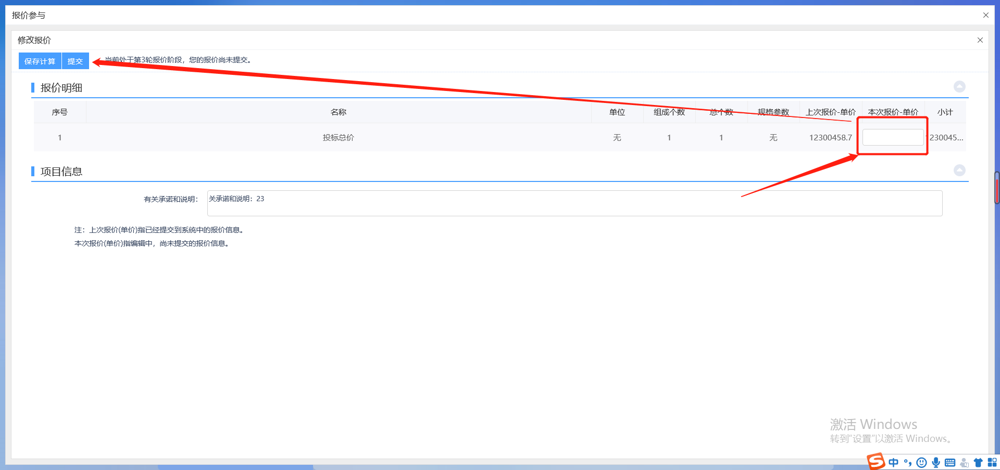 报价参与
修改报价
保存计算 提交 当前处于第3轮报价阶段，您的报价尚未提交。
报价明细
序号 名称 单位 组成个数 总个数 规格参数 上次报价-单价 本次报价-单价 小计
1 投标总价 无 1 1 无 12300458.7 230045...
项目信息
有关承诺和说明： 关承诺和说明：23
注：上次报价(单价)指已经提交到系统中的报价信息。
本次报价(单价)指编辑中，尚未提交的报价信息。
激活 Windows
转到“设置”以激活 Windows。
中